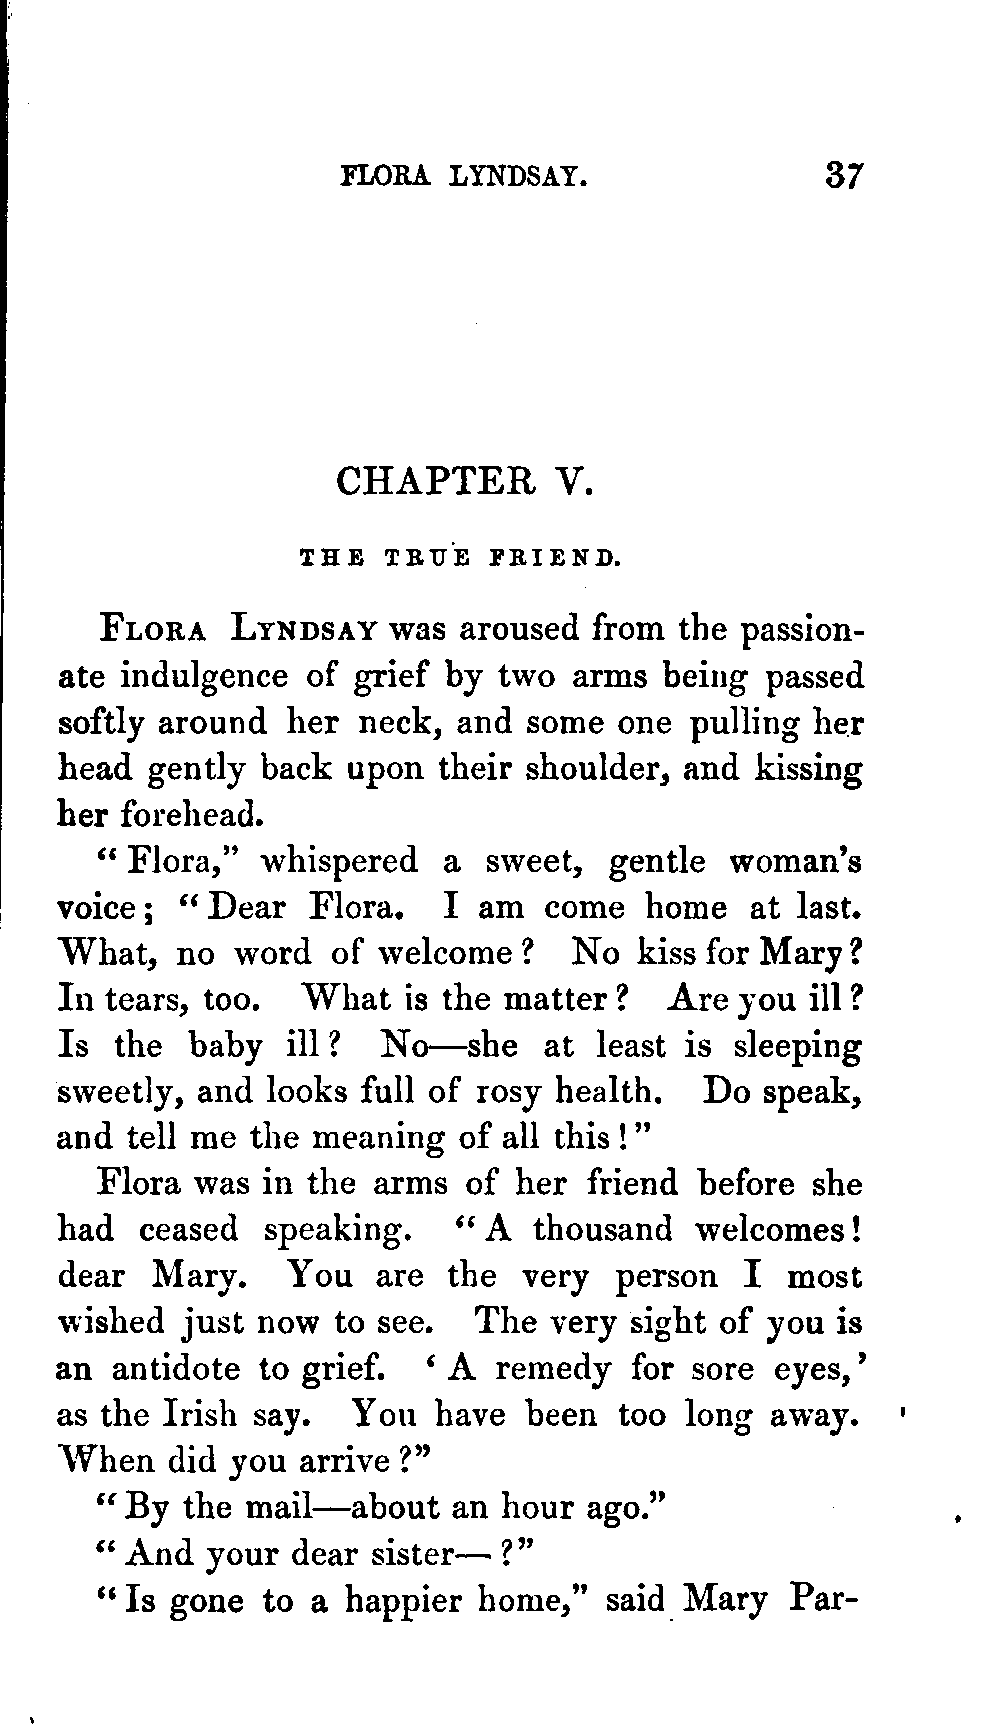 FLORA LYNDSAY. 37
CHAPTER V.
THE TRUE FRIEND.
FLORA LYNDSAY was aroused from the passion-
ate indulgence of grief by two arms being passed
softly around her neck, and some one pulling her
head gently back upon their shoulder, and kissing
her forehead.
“Flora,” whispered a sweet, gentle woman’s
voice; “Dear Flora. I am come home at last.
What, no word of welcome? No kiss for Mary?
In tears, too. What is the matter? Are you ill?
Is the baby ill? No—she at least is sleeping
sweetly, and looks full of rosy health. Do speak,
and tell me the meaning of all this!”
Flora was in the arms of her friend before she
had ceased speaking. “A thousand welcomes!
dear Mary. You are the very person I most
wished just now to see. The very sight of you is
an antidote to grief. ‘A remedy for sore eyes,’
as the Irish say. You have been too long away.
When did you arrive?”
“By the mail—about an hour ago.”
“And your dear sister—?”
“Is gone to a happier home,” said Mary Par-